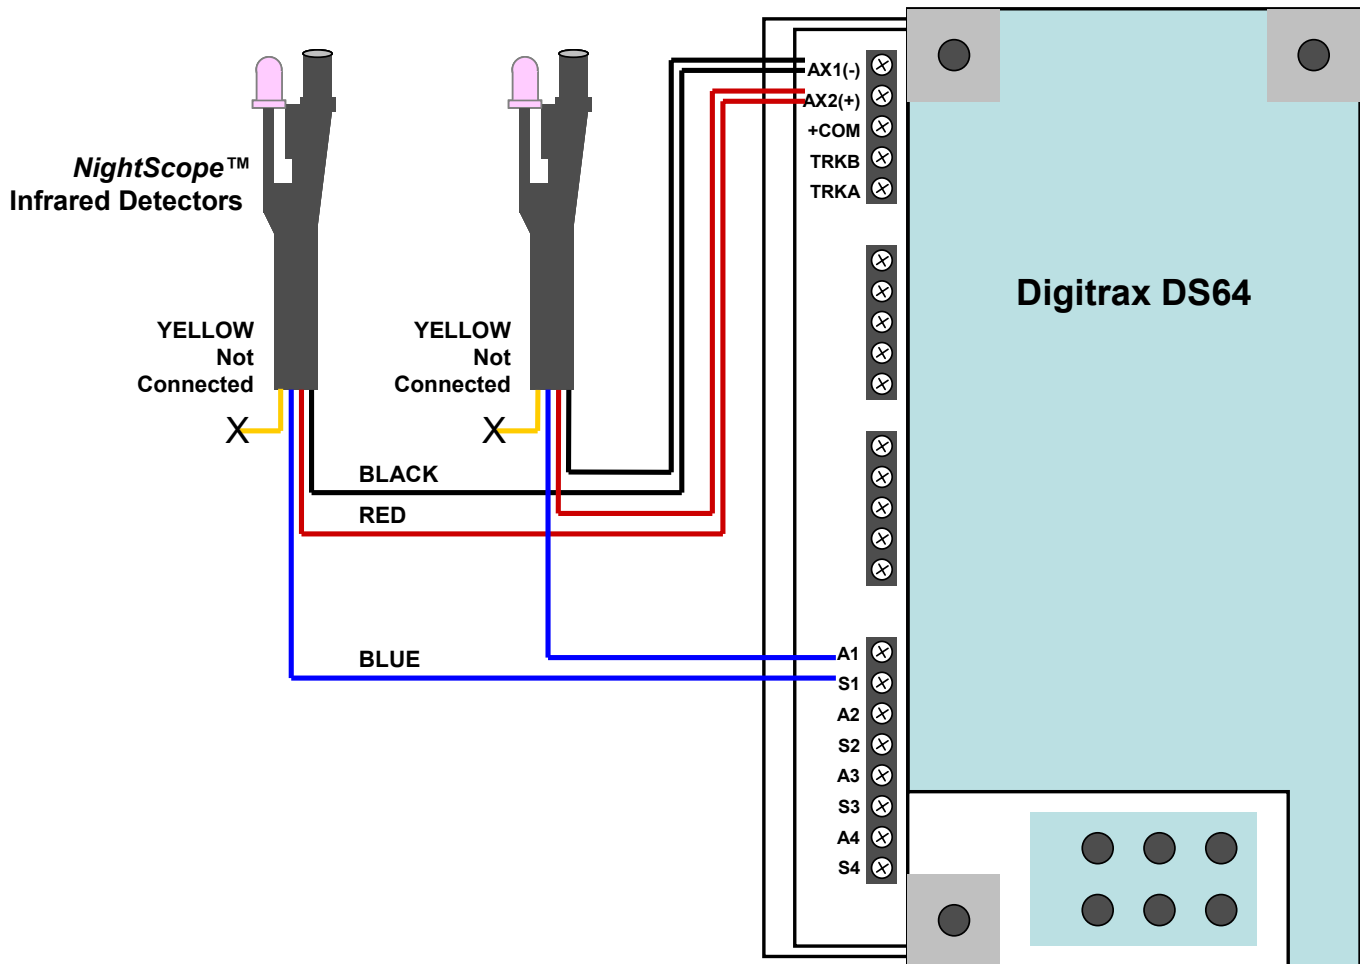 NightScope™
Infrared Detectors
YELLOW
Not
Connected
X
YELLOW
Not
Connected
X
BLACK
RED
BLUE
AX1(-)
AX2(+)
+COM
TRKB
TRKA
A1
S1
A2
S2
A3
S3
A4
S4
Digitrax DS64